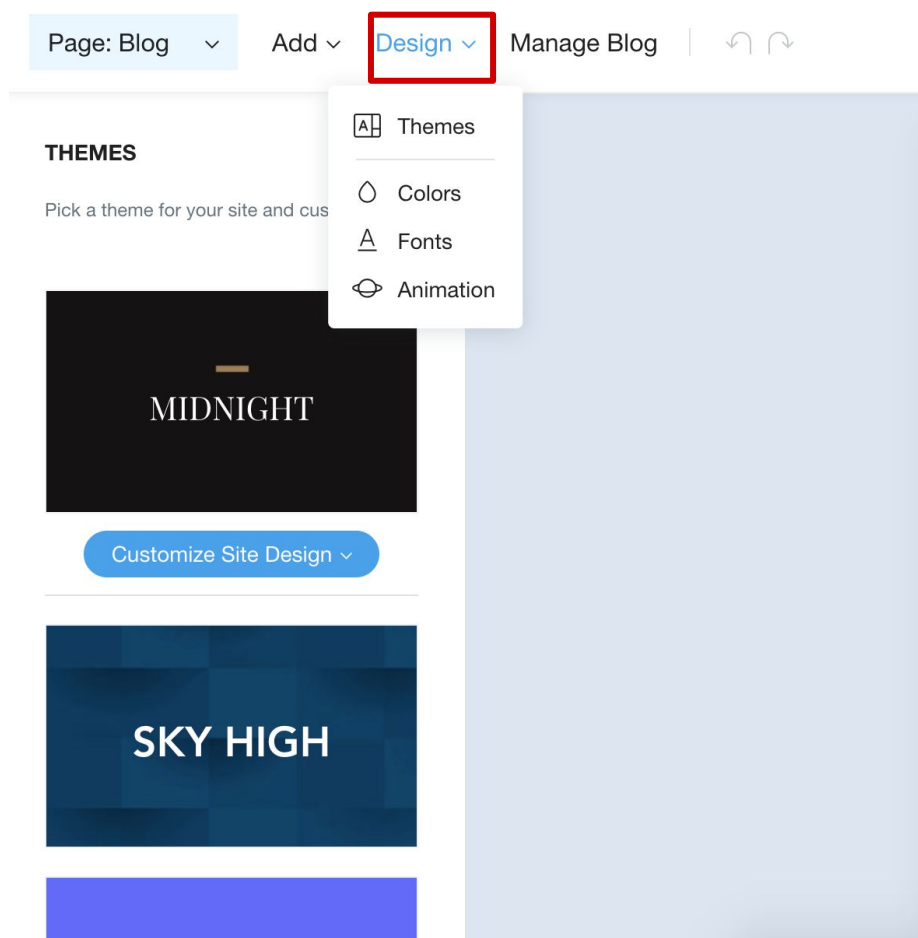 Page: Blog
Add
Design
Manage Blog
Themes
Colors
Fonts
Animation
THEMES
Pick a theme for your site and cus
MIDNIGHT
Customize Site Design
SKY HIGH